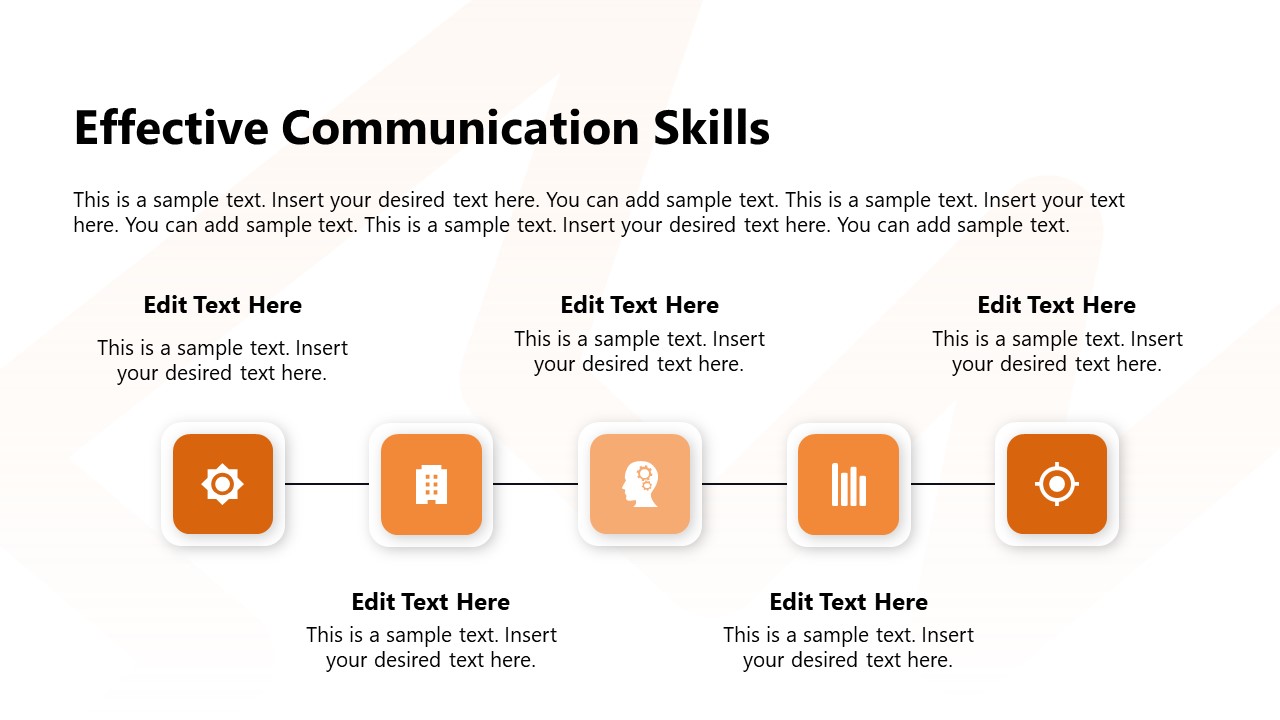 Effective Communication Skills
This is a sample text. Insert your desired text here. You can add sample text. This is a sample text. Insert your text
here. You can add sample text. This is a sample text. Insert your desired text here. You can add sample text.
Edit Text Here
This is a sample text. Insert
your desired text here.
Edit Text Here
This is a sample text. Insert
your desired text here.
Edit Text Here
This is a sample text. Insert
your desired text here.
Edit Text Here
This is a sample text. Insert
your desired text here.
Edit Text Here
This is a sample text. Insert
your desired text here.